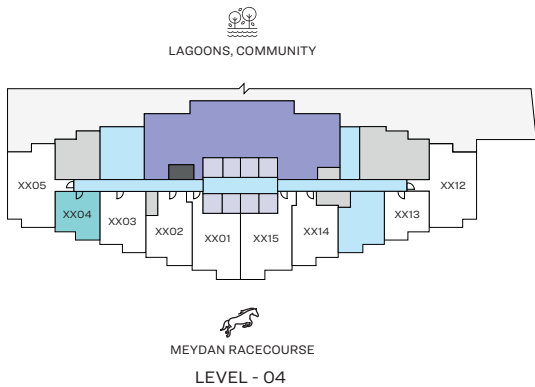 LAGOONS, COMMUNITY
XX05
XX12
XX04
XX03
XX02
XX01
XX15
XX14
XX13
MEYDAN RACECOURSE
LEVEL - 04